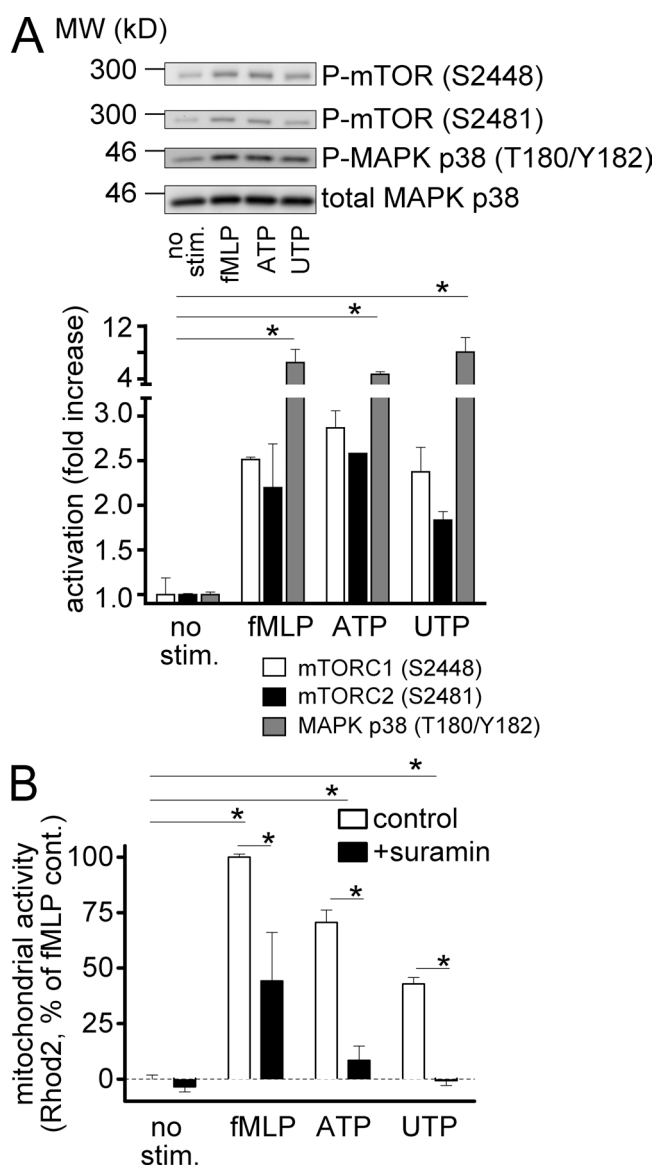 A MW (kD)
300 P-mTOR (S2448)
300 P-mTOR (S2481)
46 P-MAPK p38 (T180/Y182)
46 total MAPK p38
no stim. fMLP ATP UTP
* * *
activation (fold increase)
12
4
3.0
2.5
2.0
1.5
1.0
no stim. fMLP ATP UTP
mTORC1 (S2448)
mTORC2 (S2481)
MAPK p38 (T180/Y182)
B
* * *
control
+suramin
* * *
mitochondrial activity
(Rhod2, % of fMLP cont.)
100
75
50
25
0
no stim. fMLP ATP UTP